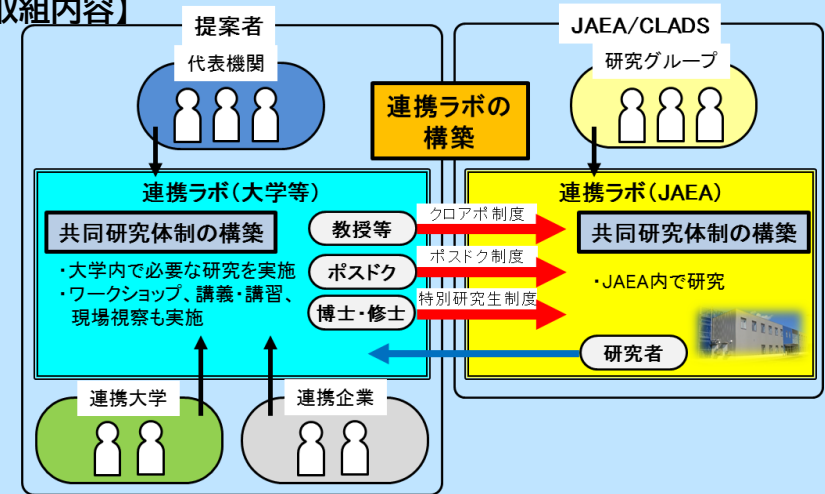 取組内容】
提案者
代表機関
JAEA/CLADS
研究グループ
連携ラボの
構築
連携ラボ(大学等)
共同研究体制の構築
・大学内で必要な研究を実施
・ワークショップ、講義・講習、
現場視察も実施
教授等
ポスドク
博士・修士
クロアポ制度
ポスドク制度
特別研究生制度
連携ラボ(JAEA)
共同研究体制の構築
・JAEA内で研究
研究者
連携大学
連携企業